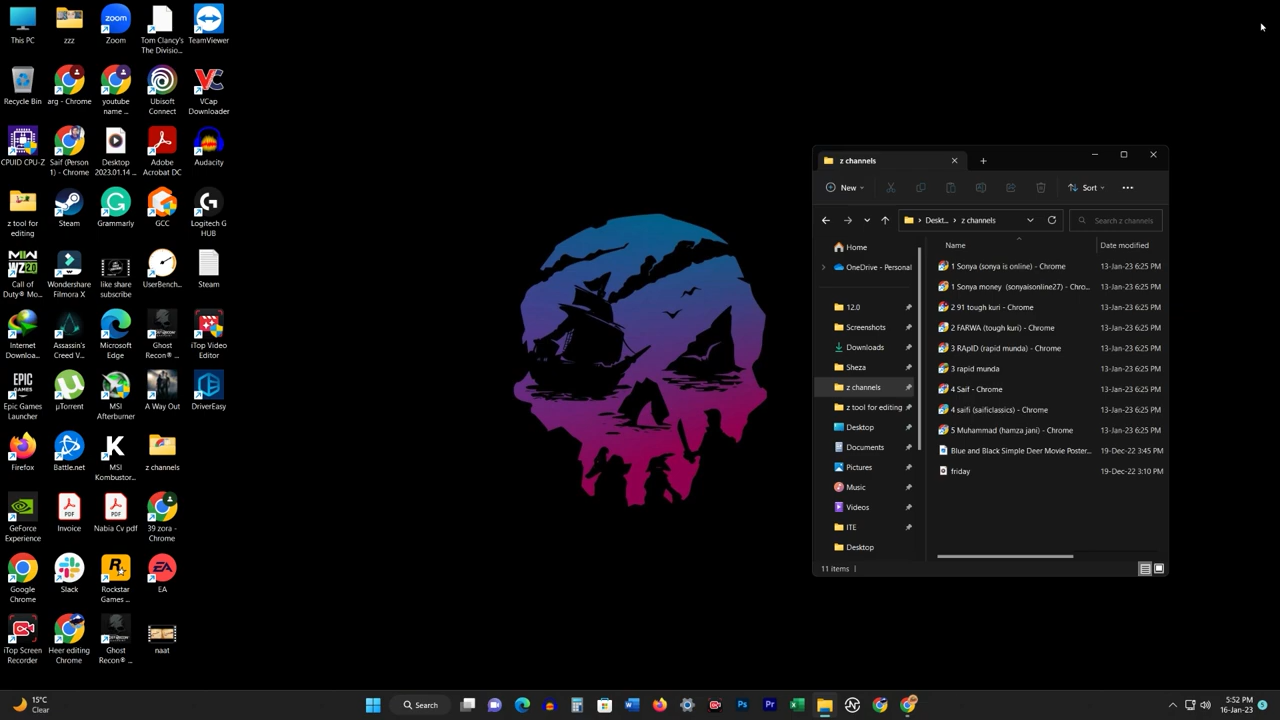 This PC
zzz
Zoom
Tom Clancy's
The Divisio...
TeamViewer
Recycle Bin
arg - Chrome
youtube
name ...
Ubisoft
Connect
VCap
Downloader
CPUID CPU-Z
Saif (Person
1) - Chrome
Desktop
2023.01.14 ...
Adobe
Acrobat DC
Audacity
z tool for
editing
Steam
Grammarly
GCC
Logitech G
HUB
Call of
Duty® Mo...
Wondershare
Filmora X
like share
subscribe
UserBench...
Steam
Internet
Downloa...
Assassin's
Creed V...
Microsoft
Edge
Ghost
Recon® ...
iTop Video
Editor
Epic Games
Launcher
µTorrent
MSI
Afterburner
A Way Out
DriverEasy
Firefox
Battle.net
MSI
Kombustor...
z channels
GeForce
Experience
Invoice
Nabia Cv pdf
39 zora -
Chrome
Google
Chrome
Slack
Rockstar
Games ...
EA
iTop Screen
Recorder
Heer editing
Chrome
Ghost
Recon® ...
naat
z channels
New
Sort
Deskt... > z channels
Search z channels
Name
Date modified
Home
OneDrive - Personal
12.0
Screenshots
Downloads
Pheza
z channels
z tool for editing
Desktop
Documents
Pictures
Music
Videos
ITE
Desktop
1 Sonya (sonya is online) - Chrome 13-Jan-23 6:25 PM
1 Sonya money (sonyaisonline27) - Chro... 13-Jan-23 6:25 PM
2 91 tough kuri - Chrome 13-Jan-23 6:25 PM
2 FARWA (tough kuri) - Chrome 13-Jan-23 6:25 PM
3 RApID (rapid munda) - Chrome 13-Jan-23 6:25 PM
3 rapid munda 13-Jan-23 6:25 PM
4 Saif - Chrome 13-Jan-23 6:25 PM
4 saifi (saificlassics) - Chrome 13-Jan-23 6:25 PM
5 Muhammad (hamza jani) - Chrome 13-Jan-23 6:25 PM
Blue and Black Simple Deer Movie Poster... 19-Dec-22 3:45 PM
friday 19-Dec-22 3:10 PM
11 items
15°C
Clear
Search
5:52 PM
16-Jan-23